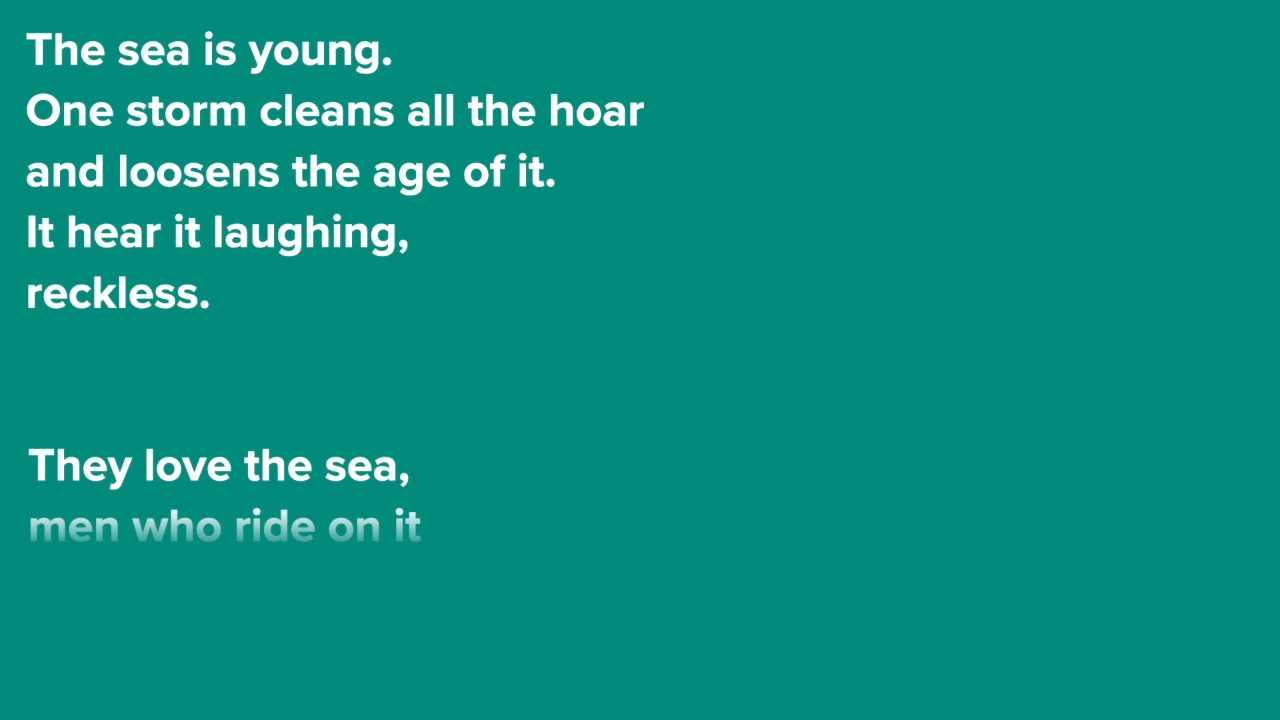 The sea is young.
One storm cleans all the hoar
and loosens the age of it.
It hear it laughing,
reckless.
They love the sea,
men who ride on it